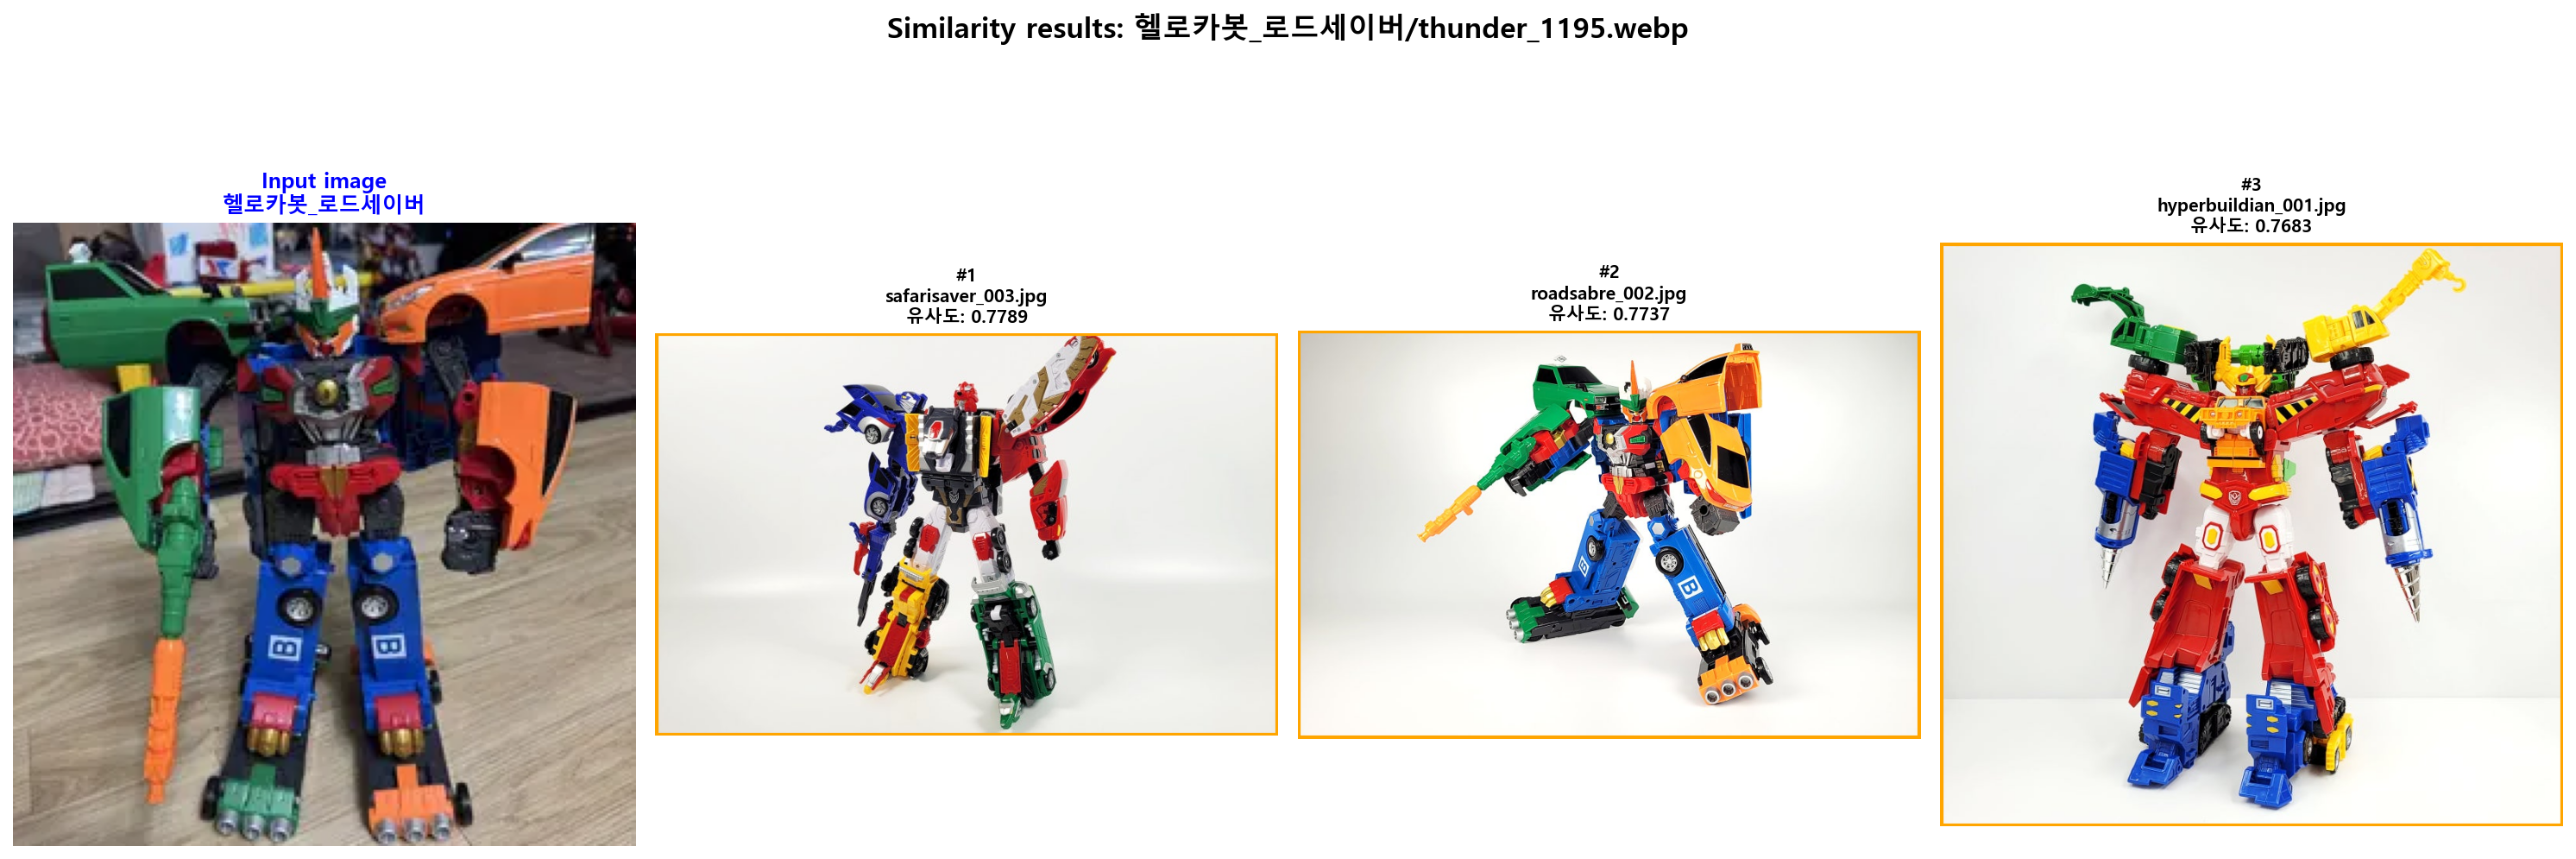 Similarity results: 헬로카봇_로드세이버/thunder_1195.webp
Input image
헬로카봇_로드세이버
#1
safarisaver_003.jpg
유사도: 0.7789
#2
roadsabre_002.jpg
유사도: 0.7737
#3
hyperbuildian_001.jpg
유사도: 0.7683
B
B
B
B